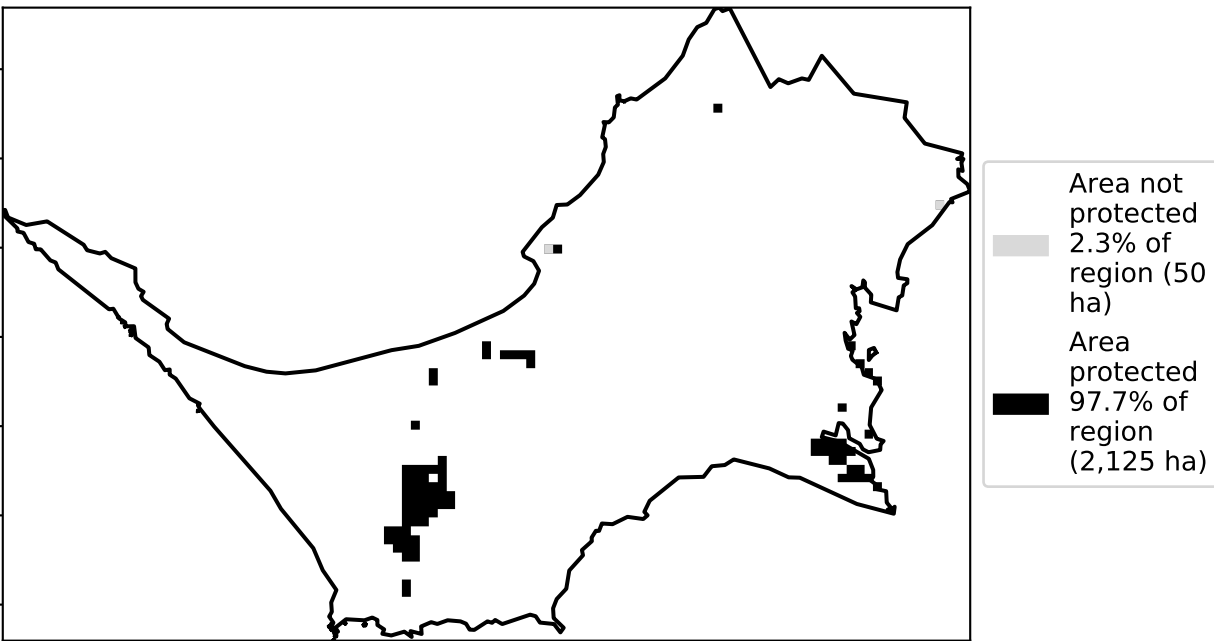 Area not
protected
2.3% of
region (50
ha)
Area
protected
97.7% of
region
(2,125 ha)